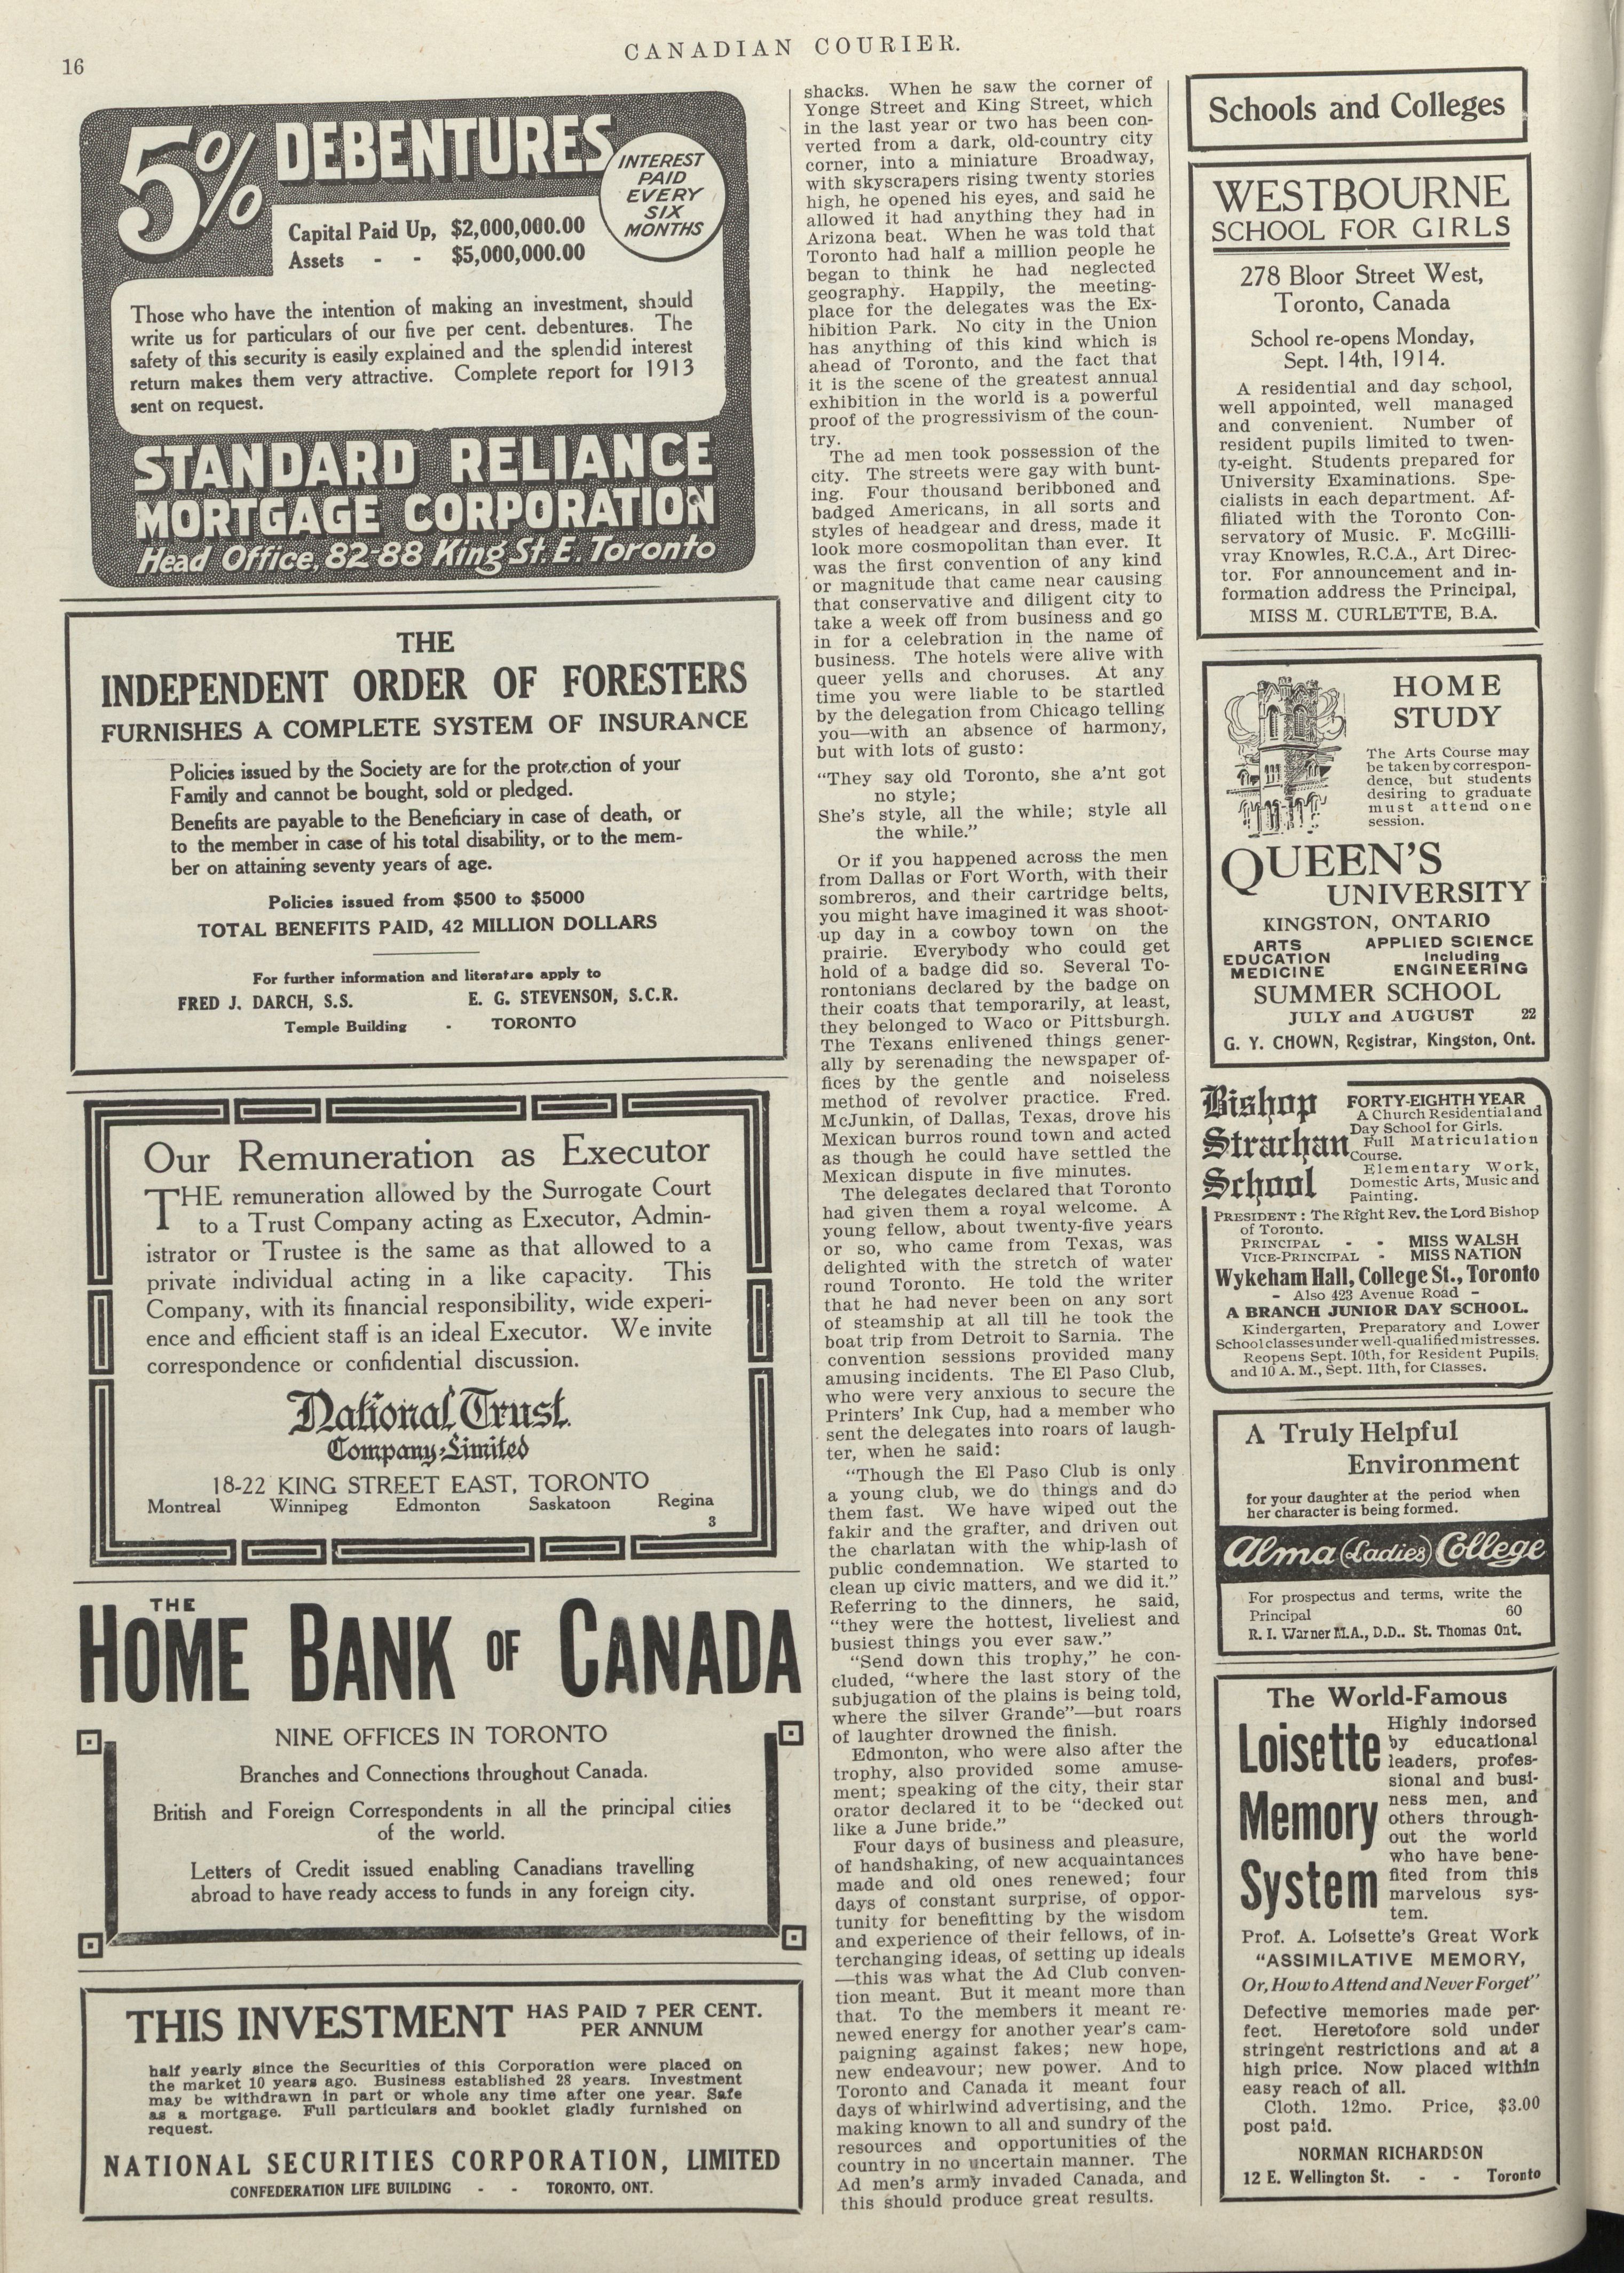 16
CANADIAN COURIER.
5% DEBENTURES
INTEREST
PAID
EVERY
SIX
MONTHS
Capital Paid Up, $2,000,000.00
Assets - - $5,000,000.00
Those who have the intention of making an investment, should
write us for particulars of our five per cent. debentures. The
safety of this security is easily explained and the splendid interest
return makes them very attractive. Complete report for 1913
sent on request.
STANDARD RELIANCE
MORTGAGE CORPORATION
Head Office, 82-88 King St. E. Toronto
THE
INDEPENDENT ORDER OF FORESTERS
FURNISHES A COMPLETE SYSTEM OF INSURANCE
Policies issued by the Society are for the protection of your
Family and cannot be bought, sold or pledged.
Benefits are payable to the Beneficiary in case of death, or
to the member in case of his total disability, or to the mem-
ber on attaining seventy years of age.
Policies issued from $500 to $5000
TOTAL BENEFITS PAID, 42 MILLION DOLLARS
For further information and literature apply to
FRED J. DARCH, S.S. E. G. STEVENSON, S.C.R.
Temple Building - TORONTO
Our Remuneration as Executor
THE remuneration allowed by the Surrogate Court
to a Trust Company acting as Executor, Admin-
istrator or Trustee is the same as that allowed to a
private individual acting in a like capacity. This
Company, with its financial responsibility, wide experi-
ence and efficient staff is an ideal Executor. We invite
correspondence or confidential discussion.
National Trust
Company-Limited
18-22 KING STREET EAST, TORONTO
Montreal Winnipeg Edmonton Saskatoon Regina
3
THE
HOME BANK OF CANADA
NINE OFFICES IN TORONTO
Branches and Connections throughout Canada.
British and Foreign Correspondents in all the principal cities
of the world.
Letters of Credit issued enabling Canadians travelling
abroad to have ready access to funds in any foreign city.
THIS INVESTMENT HAS PAID 7 PER CENT.
PER ANNUM
half yearly since the Securities of this Corporation were placed on
the market 10 years ago. Business established 28 years. Investment
may be withdrawn in part or whole any time after one year. Safe
as a mortgage. Full particulars and booklet gladly furnished on
request.
NATIONAL SECURITIES CORPORATION, LIMITED
CONFEDERATION LIFE BUILDING - - TORONTO, ONT.
shacks. When he saw the corner of
Yonge Street and King Street, which
in the last year or two has been con-
verted from a dark, old-country city
corner, into a miniature Broadway,
with skyscrapers rising twenty stories
high, he opened his eyes, and said he
allowed it had anything they had in
Arizona beat. When he was told that
Toronto had half a million people he
began to think he had neglected
geography. Happily, the meeting-
place for the delegates was the Ex-
hibition Park. No city in the Union
has anything of this kind which is
ahead of Toronto, and the fact that
it is the scene of the greatest annual
exhibition in the world is a powerful
proof of the progressivism of the coun-
try.
The ad men took possession of the
city. The streets were gay with bunt-
ing. Four thousand beribboned and
badged Americans, in all sorts and
styles of headgear and dress, made it
look more cosmopolitan than ever. It
was the first convention of any kind
or magnitude that came near causing
that conservative and diligent city to
take a week off from business and go
in for a celebration in the name of
business. The hotels were alive with
queer yells and choruses. At any
time you were liable to be startled
by the delegation from Chicago telling
you—with an absence of harmony,
but with lots of gusto:
"They say old Toronto, she a'nt got
no style;
She's style, all the while; style all
the while."
Or if you happened across the men
from Dallas or Fort Worth, with their
sombreros, and their cartridge belts,
you might have imagined it was shoot-
up day in a cowboy town on the
prairie. Everybody who could get
hold of a badge did so. Several To-
rontonians declared by the badge on
their coats that temporarily, at least,
they belonged to Waco or Pittsburgh.
The Texans enlivened things gener-
ally by serenading the newspaper of-
fices by the gentle and noiseless
method of revolver practice. Fred.
McJunkin, of Dallas, Texas, drove his
Mexican burros round town and acted
as though he could have settled the
Mexican dispute in five minutes.
The delegates declared that Toronto
had given them a royal welcome. A
young fellow, about twenty-five years
or so, who came from Texas, was
delighted with the stretch of water
round Toronto. He told the writer
that he had never been on any sort
of steamship at all till he took the
boat trip from Detroit to Sarnia. The
convention sessions provided many
amusing incidents. The El Paso Club,
who were very anxious to secure the
Printers' Ink Cup, had a member who
sent the delegates into roars of laugh-
ter, when he said:
"Though the El Paso Club is only
a young club, we do things and do
them fast. We have wiped out the
fakir and the grafter, and driven out
the charlatan with the whip-lash of
public condemnation. We started to
clean up civic matters, and we did it."
Referring to the dinners, he said,
"they were the hottest, liveliest and
busiest things you ever saw."
"Send down this trophy," he con-
cluded, "where the last story of the
subjugation of the plains is being told,
where the silver Grande"—but roars
of laughter drowned the finish.
Edmonton, who were also after the
trophy, also provided some amuse-
ment; speaking of the city, their star
orator declared it to be "decked out
like a June bride."
Four days of business and pleasure,
of handshaking, of new acquaintances
made and old ones renewed; four
days of constant surprise, of oppor-
tunity for benefitting by the wisdom
and experience of their fellows, of in-
terchanging ideas, of setting up ideals
—this was what the Ad Club conven-
tion meant. But it meant more than
that. To the members it meant re-
newed energy for another year's cam-
paigning against fakes; new hope,
new endeavour; new power. And to
Toronto and Canada it meant four
days of whirlwind advertising, and the
making known to all and sundry of the
resources and opportunities of the
country in no uncertain manner. The
Ad men's army invaded Canada, and
this should produce great results.
Schools and Colleges
WESTBOURNE
SCHOOL FOR GIRLS
278 Bloor Street West,
Toronto, Canada
School re-opens Monday,
Sept. 14th, 1914.
A residential and day school,
well appointed, well managed
and convenient. Number of
resident pupils limited to twen-
ty-eight. Students prepared for
University Examinations. Spe-
cialists in each department. Af-
filiated with the Toronto Con-
servatory of Music. F. McGilli-
vray Knowles, R.C.A., Art Direc-
tor. For announcement and in-
formation address the Principal,
MISS M. CURLETTE, B.A.
HOME
STUDY
The Arts Course may
be taken by correspon-
dence, but students
desiring to graduate
must attend one
session.
QUEEN'S
UNIVERSITY
KINGSTON, ONTARIO
ARTS APPLIED SCIENCE
EDUCATION Including
MEDICINE ENGINEERING
SUMMER SCHOOL
JULY and AUGUST 22
G. Y. CHOWN, Registrar, Kingston, Ont.
Bishop
Strachan
School
FORTY-EIGHTH YEAR
A Church Residential and
Day School for Girls.
Full Matriculation
Course.
Elementary Work,
Domestic Arts, Music and
Painting.
PRESIDENT: The Right Rev. the Lord Bishop
of Toronto.
PRINCIPAL - - MISS WALSH
VICE-PRINCIPAL - MISS NATION
Wykeham Hall, College St., Toronto
- Also 423 Avenue Road -
A BRANCH JUNIOR DAY SCHOOL.
Kindergarten, Preparatory and Lower
School classes under well-qualified mistresses.
Reopens Sept. 10th, for Resident Pupils,
and 10 A. M., Sept. 11th, for Classes.
A Truly Helpful
Environment
for your daughter at the period when
her character is being formed.
Alma (Ladies) College
For prospectus and terms, write the
Principal 60
R. I. Warner M.A., D.D.. St. Thomas Ont.
The World-Famous
Loisette
Memory
System
Highly indorsed
by educational
leaders, profes-
sional and busi-
ness men, and
others through-
out the world
who have bene-
fited from this
marvelous sys-
tem.
Prof. A. Loisette's Great Work
"ASSIMILATIVE MEMORY,
Or, How to Attend and Never Forget"
Defective memories made per-
fect. Heretofore sold under
stringent restrictions and at a
high price. Now placed within
easy reach of all.
Cloth. 12mo. Price, $3.00
post paid.
NORMAN RICHARDSON
12 E. Wellington St. - - Toronto